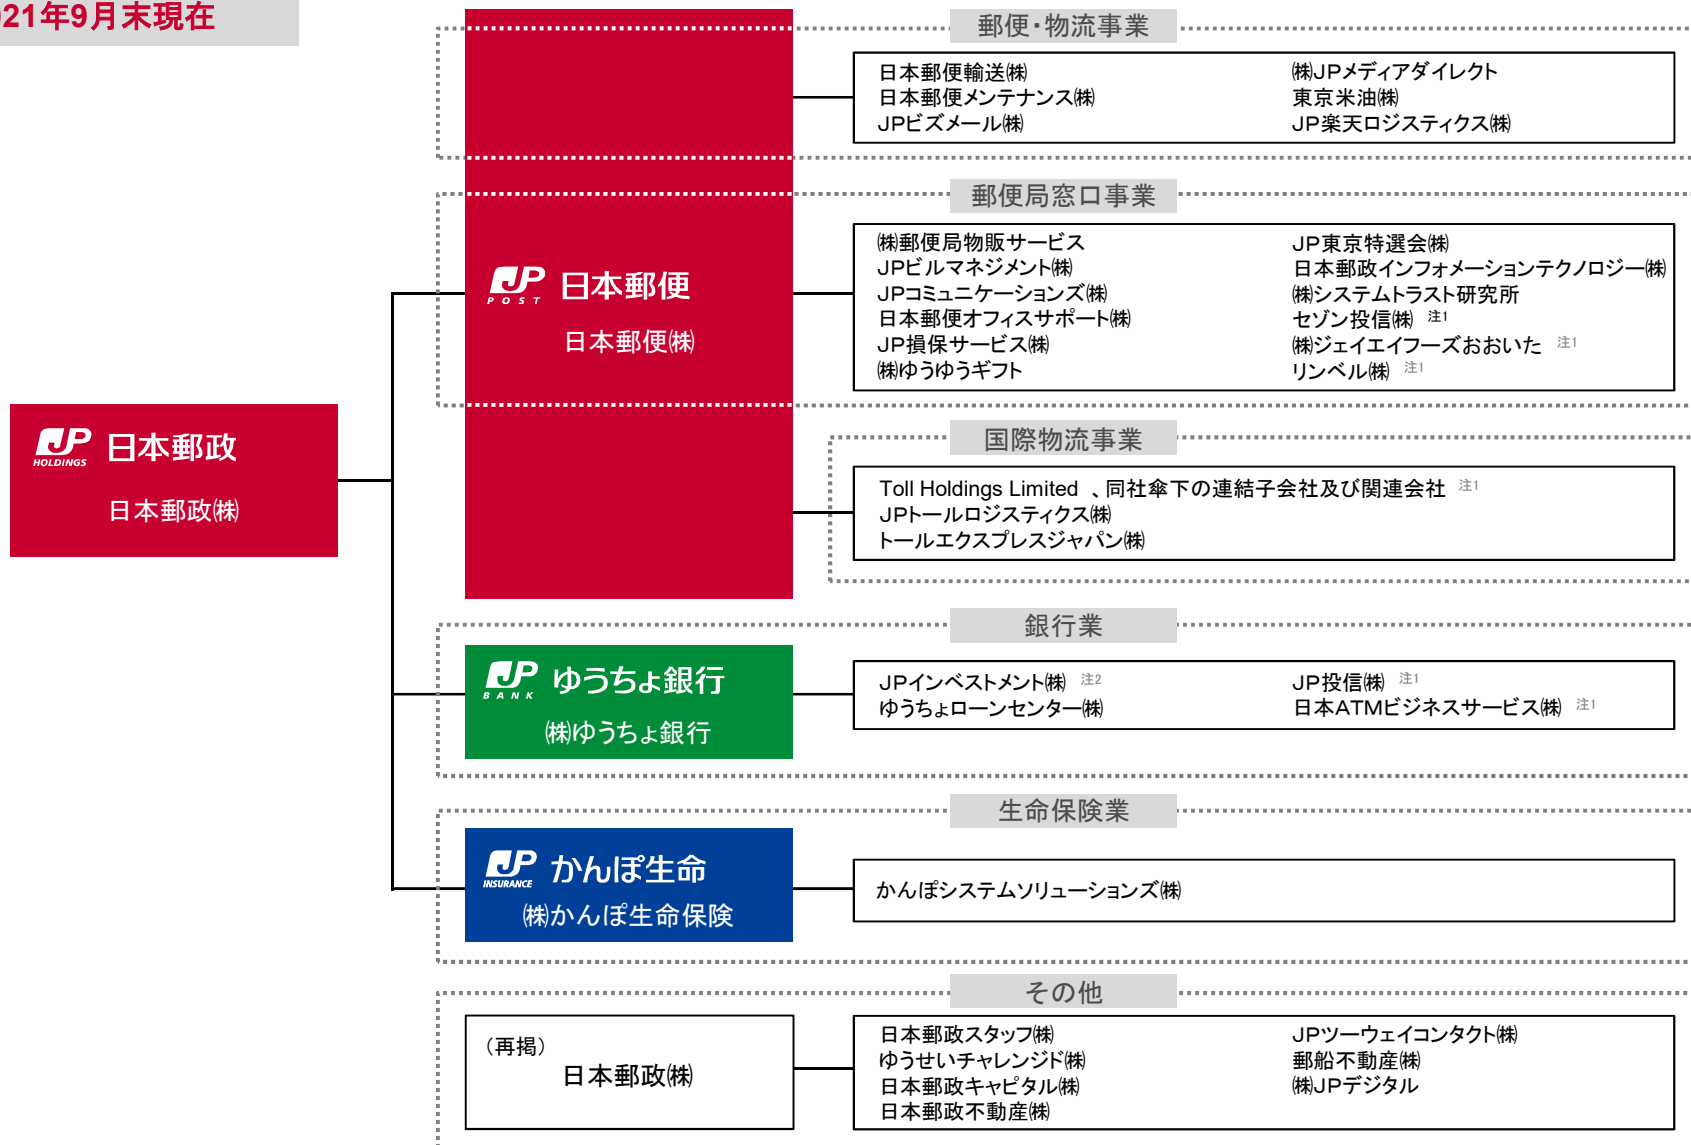 021年9月末現在
郵便・物流事業
日本郵便輸送㈱
日本郵便メンテナンス㈱
JPビズメール㈱
㈱JPメディアダイレクト
東京米油㈱
JP楽天ロジスティクス㈱
郵便局窓口事業
㈱郵便局物販サービス
JPビルマネジメント㈱
JPコミュニケーションズ㈱
日本郵便オフィスサポート㈱
JP損保サービス㈱
㈱ゆうゆうギフト
JP東京特選会㈱
日本郵政インフォメーションテクノロジー㈱
㈱システムトラスト研究所
セゾン投信㈱ 注1
㈱ジェイエイフーズおおいた 注1
リンベル㈱ 注1
JP POST 日本郵便
日本郵便㈱
JP HOLDINGS 日本郵政
日本郵政㈱
国際物流事業
Toll Holdings Limited 、同社傘下の連結子会社及び関連会社 注1
JPトールロジスティクス㈱
トールエクスプレスジャパン㈱
銀行業
JP BANK ゆうちょ銀行
㈱ゆうちょ銀行
JPインベストメント㈱ 注2
ゆうちょローンセンター㈱
JP投信㈱ 注1
日本ATMビジネスサービス㈱ 注1
生命保険業
JP INSURANCE かんぽ生命
㈱かんぽ生命保険
かんぽシステムソリューションズ㈱
その他
（再掲）
日本郵政㈱
日本郵政スタッフ㈱
ゆうせいチャレンジド㈱
日本郵政キャピタル㈱
日本郵政不動産㈱
JPツーウェイコンタクト㈱
郵船不動産㈱
㈱JPデジタル